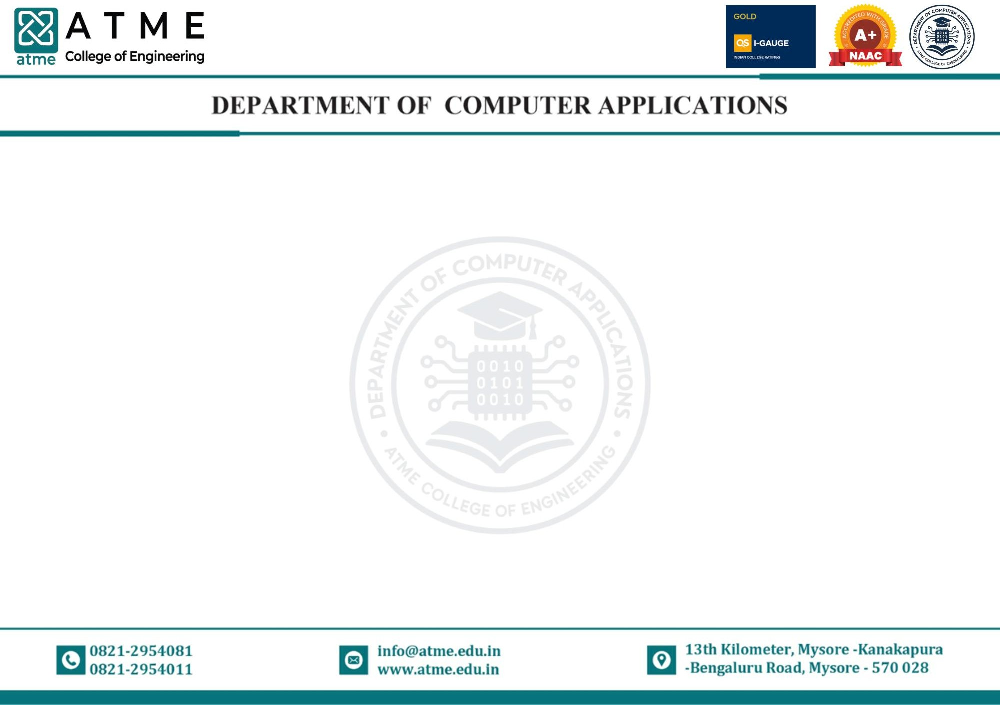 atme
A T M E
College of Engineering
GOLD
QS I-GAUGE
INDIAN COLLEGE RATINGS
ACCREDITED WITH GRADE
A+
NAAC
DEPARTMENT OF COMPUTER APPLICATIONS
0010
0101
0010
• ATME COLLEGE OF ENGINEERING •
DEPARTMENT OF COMPUTER APPLICATIONS
DEPARTMENT OF COMPUTER APPLICATIONS
0010
0101
0010
• ATME COLLEGE OF ENGINEERING •
0821-2954081
0821-2954011
info@atme.edu.in
www.atme.edu.in
13th Kilometer, Mysore -Kanakapura
-Bengaluru Road, Mysore - 570 028